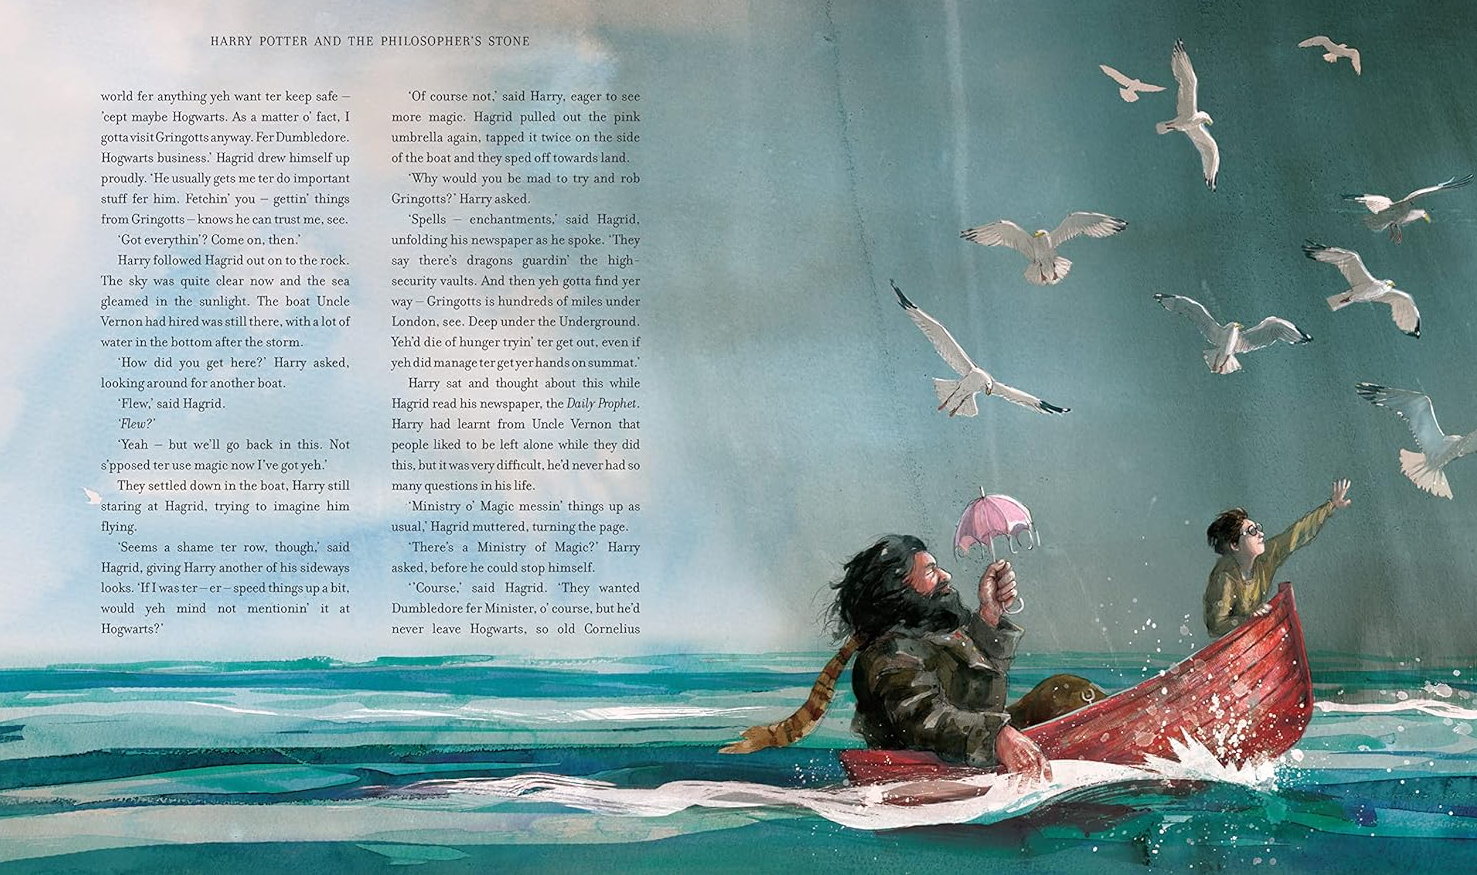 HARRY POTTER AND THE PHILOSOPHER'S STONE
world fer anything yeh want ter keep safe –
’cept maybe Hogwarts. As a matter o’ fact, I
gotta visit Gringotts anyway. Fer Dumbledore.
Hogwarts business.’ Hagrid drew himself up
proudly. ‘He usually gets me ter do important
stuff fer him. Fetchin’ you – gettin’ things
from Gringotts – knows he can trust me, see.
‘Got everythin’? Come on, then.’
Harry followed Hagrid out on to the rock.
The sky was quite clear now and the sea
gleamed in the sunlight. The boat Uncle
Vernon had hired was still there, with a lot of
water in the bottom after the storm.
‘How did you get here?’ Harry asked,
looking around for another boat.
‘Flew,’ said Hagrid.
‘Flew?’
‘Yeah – but we’ll go back in this. Not
s’pposed ter use magic now I’ve got yeh.’
They settled down in the boat, Harry still
staring at Hagrid, trying to imagine him
flying.
‘Seems a shame ter row, though,’ said
Hagrid, giving Harry another of his sideways
looks. ‘If I was ter – er – speed things up a bit,
would yeh mind not mentionin’ it at
Hogwarts?’
‘Of course not,’ said Harry, eager to see
more magic. Hagrid pulled out the pink
umbrella again, tapped it twice on the side
of the boat and they sped off towards land.
‘Why would you be mad to try and rob
Gringotts?’ Harry asked.
‘Spells – enchantments,’ said Hagrid,
unfolding his newspaper as he spoke. ‘They
say there’s dragons guardin’ the high-
security vaults. And then yeh gotta find yer
way – Gringotts is hundreds of miles under
London, see. Deep under the Underground.
Yeh’d die of hunger tryin’ ter get out, even if
yeh did manage ter get yer hands on summat.’
Harry sat and thought about this while
Hagrid read his newspaper, the Daily Prophet.
Harry had learnt from Uncle Vernon that
people liked to be left alone while they did
this, but it was very difficult, he’d never had so
many questions in his life.
‘Ministry o’ Magic messin’ things up as
usual,’ Hagrid muttered, turning the page.
‘There’s a Ministry of Magic?’ Harry
asked, before he could stop himself.
‘’Course,’ said Hagrid. ‘They wanted
Dumbledore fer Minister, o’ course, but he’d
never leave Hogwarts, so old Cornelius